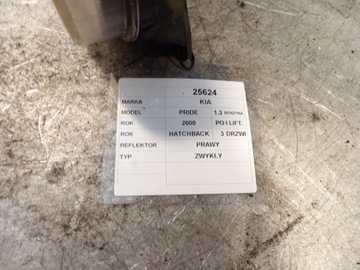 25624
MARKA KIA
MODEL PRIDE 1.3 BENZYNA
ROK 2000 PO I LIFT.
ROK HATCHBACK 3 DRZWI
REFLEKTOR PRAWY
TYP ZWYKŁY